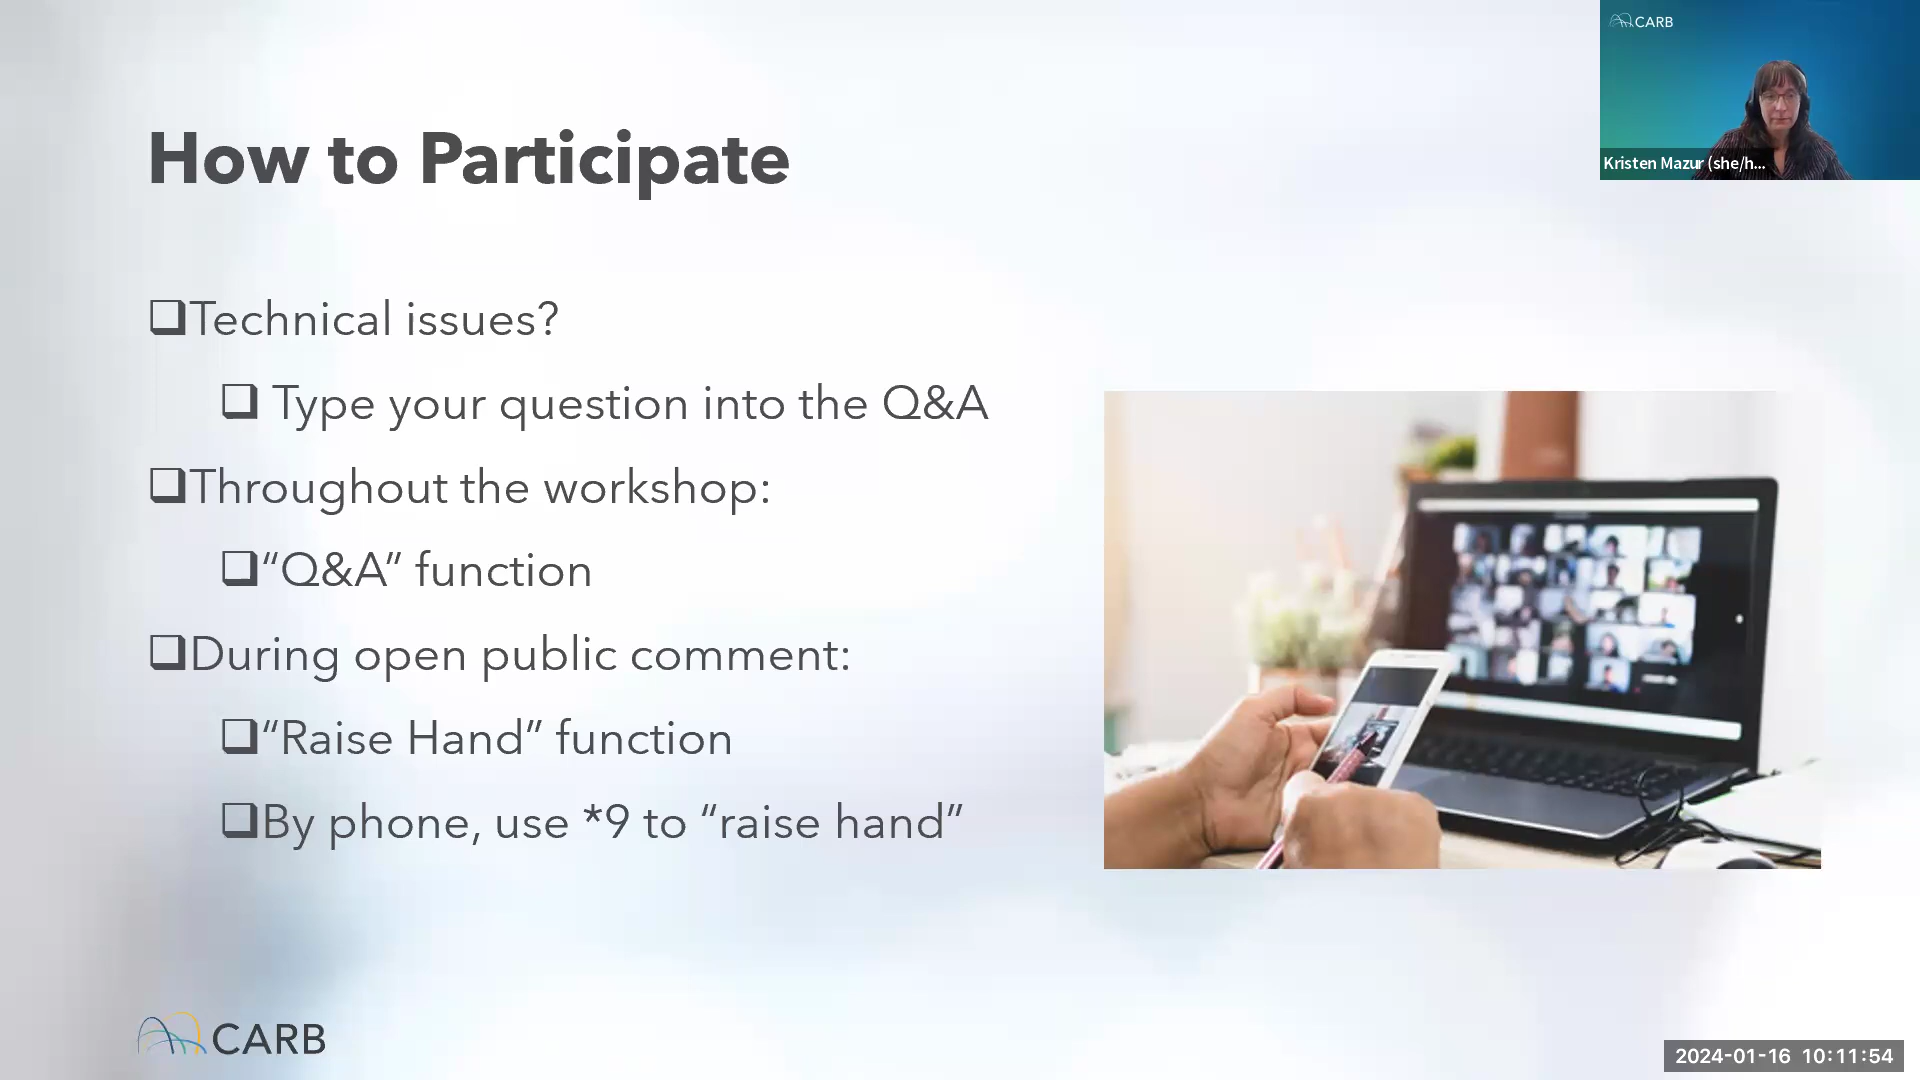 CARB
Kristen Mazur (she/h...
How to Participate
❑Technical issues?
❑ Type your question into the Q&A
❑Throughout the workshop:
❑“Q&A” function
❑During open public comment:
❑“Raise Hand” function
❑By phone, use *9 to “raise hand”
CARB
2024-01-16 10:11:54